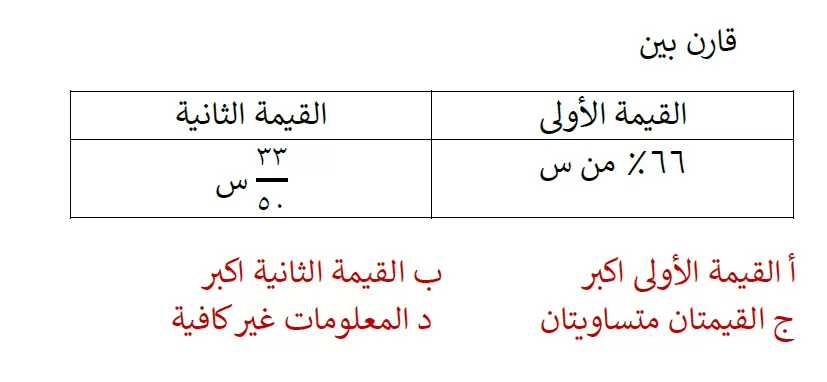 قارن بين
القيمة الأولى القيمة الثانية
٦٦٪ من س ٣٣/٥٠ س
أ القيمة الأولى اكبر ب القيمة الثانية اكبر
ج القيمتان متساويتان د المعلومات غير كافية